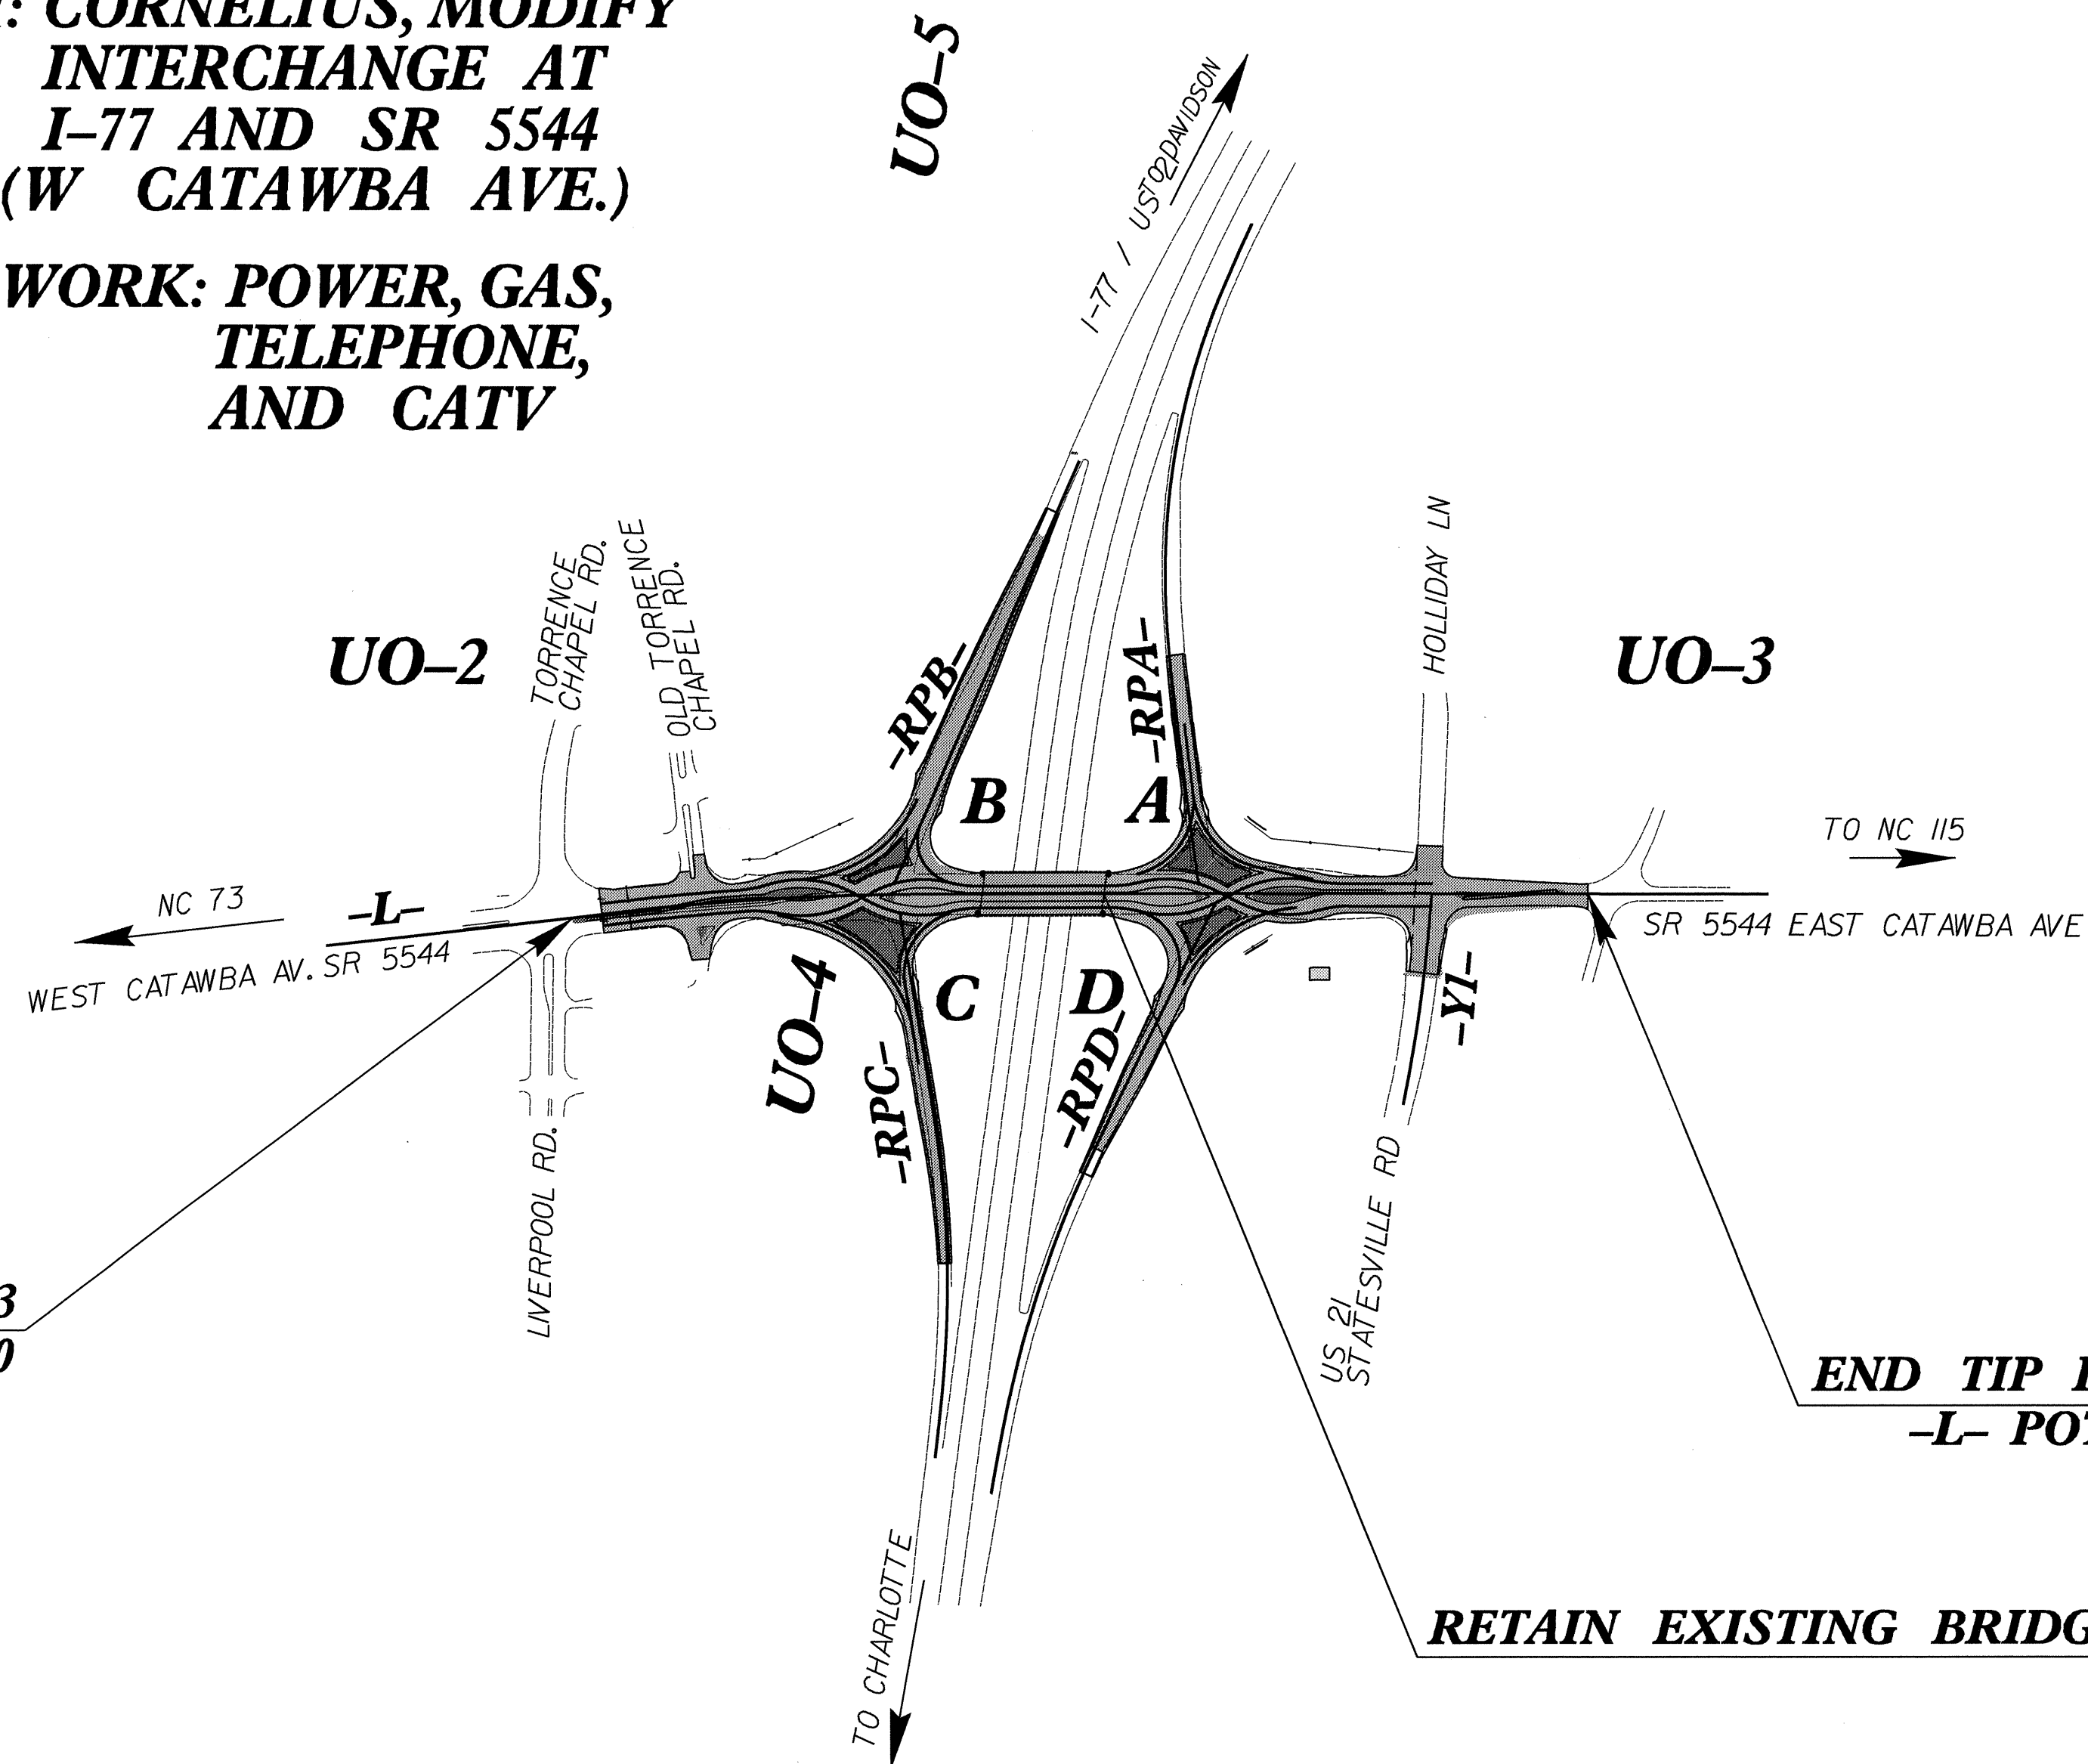 : CORNELIUS, MODIFY
INTERCHANGE AT
I-77 AND SR 5544
(W CATAWBA AVE.)
WORK: POWER, GAS,
TELEPHONE,
AND CATV
UO-5
TO DAVIDSON
I-77 / US 21
UO-2
TORRENCE
CHAPEL RD.
OLD TORRENCE
CHAPEL RD.
-RPB-
-RPA-
HOLLIDAY LN
UO-3
B
A
TO NC 115
NC 73
-L-
WEST CATAWBA AV. SR 5544
SR 5544 EAST CATAWBA AVE
UO-4
C
D
-Y1-
-RPC-
-RPD-
LIVERPOOL RD.
US 21
STATESVILLE RD
3
0
END TIP
-L- POT
RETAIN EXISTING BRIDG
TO CHARLOTTE